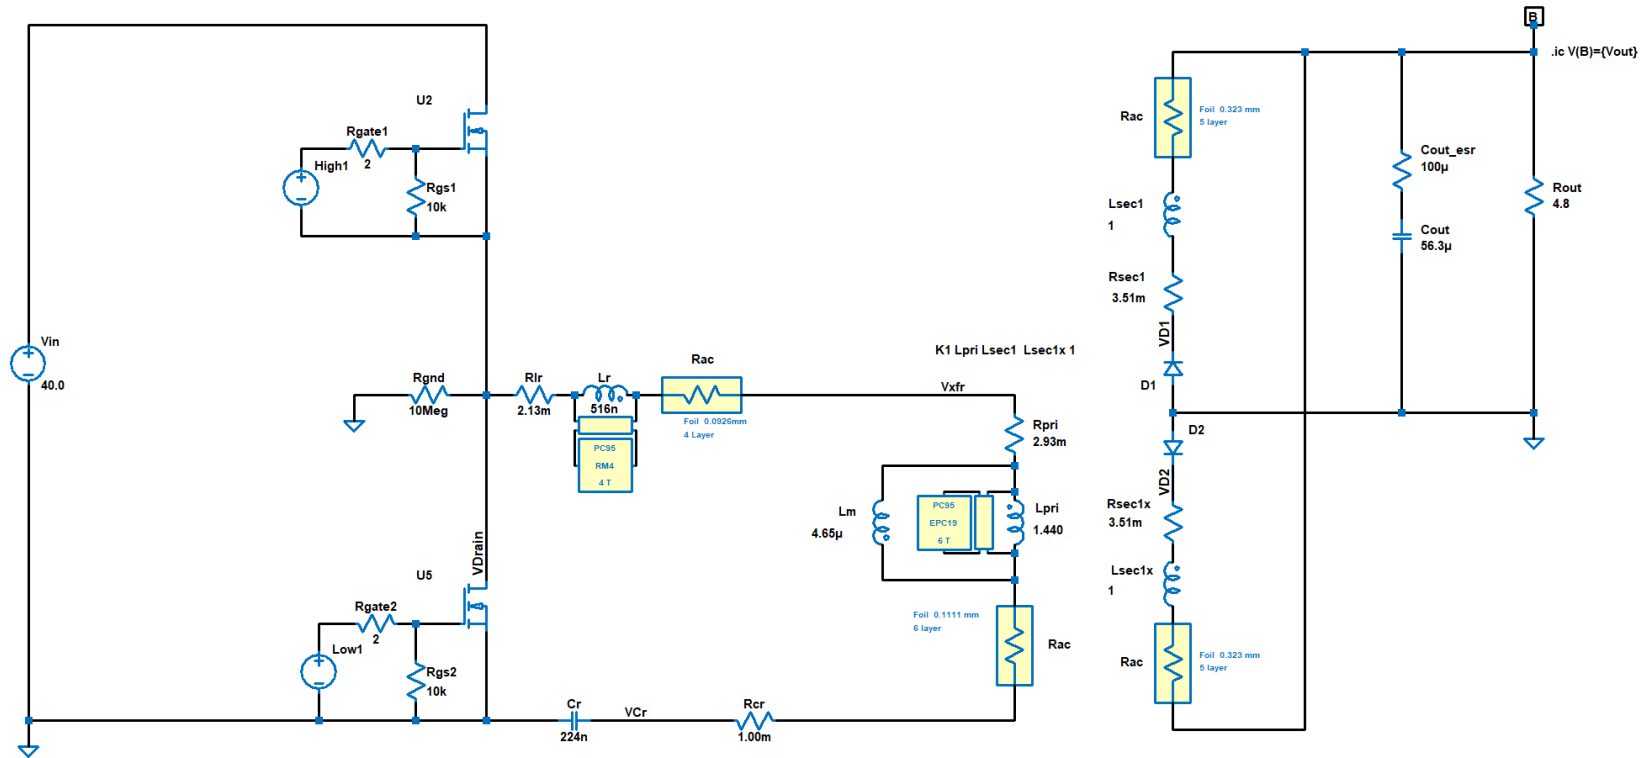 B
.ic V(B)={Vout}
U2
Rgate1
2
High1
Rgs1
10k
Vin
40.0
Rgnd
10Meg
Rlr
2.13m
Lr
516n
PC95
RM4
4 T
Rac
Foil 0.0926mm
4 Layer
Vxfr
K1 Lpri Lsec1 Lsec1x 1
Rpri
2.93m
Lm
4.65µ
PC95
EPC19
6 T
Lpri
1.440
Foil 0.1111 mm
6 layer
Rac
VDrain
U5
Rgate2
2
Low1
Rgs2
10k
Cr
224n
VCr
Rcr
1.00m
Rac
Foil 0.323 mm
5 layer
Lsec1
1
Rsec1
3.51m
VD1
D1
D2
VD2
Rsec1x
3.51m
Lsec1x
1
Rac
Foil 0.323 mm
5 layer
Cout_esr
100µ
Cout
56.3µ
Rout
4.8